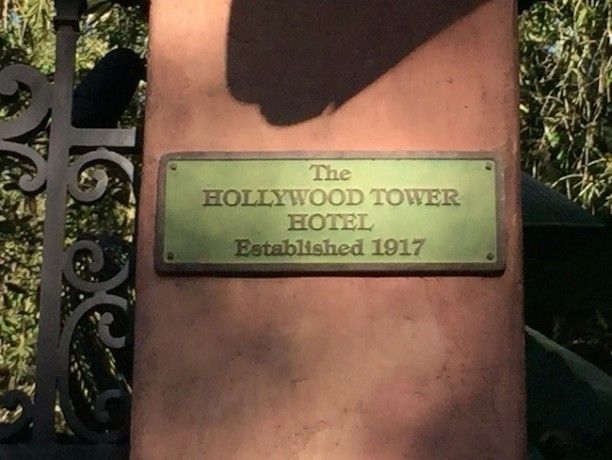 The
HOLLYWOOD TOWER
HOTEL
Established 1917